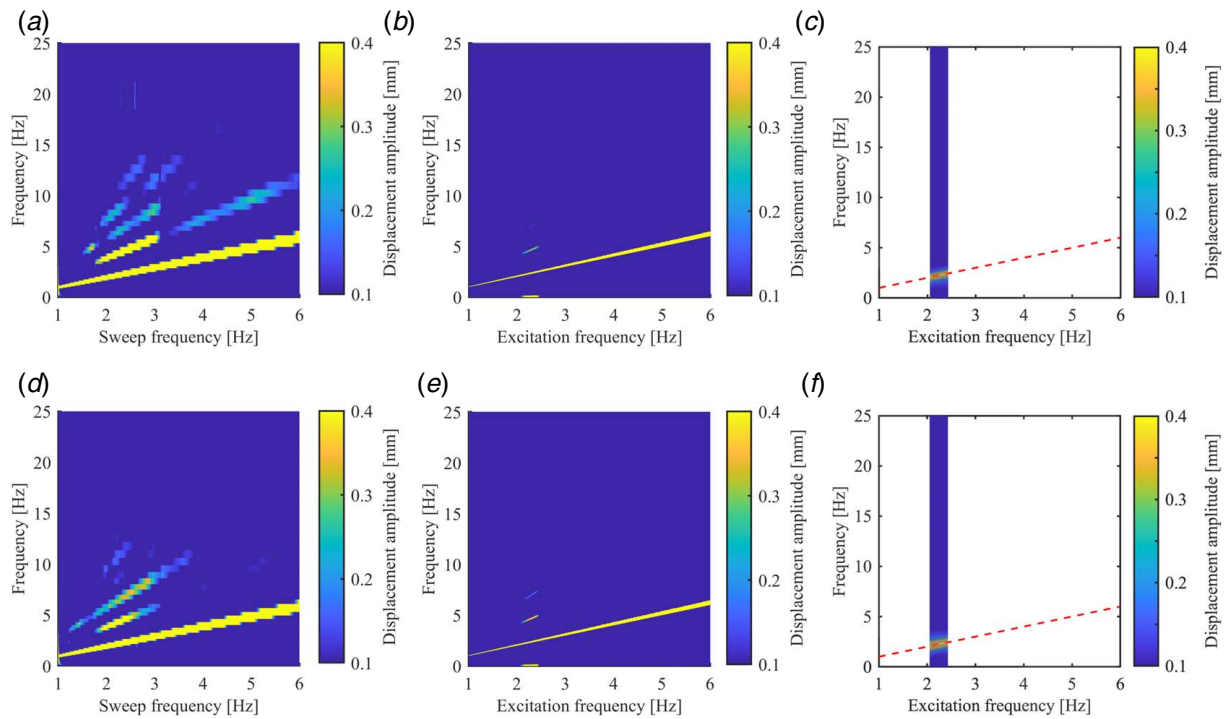 (a)
25
20
15
10
5
0
Frequency [Hz]
1 2 3 4 5 6
Sweep frequency [Hz]
0.4
0.3
0.2
0.1
Displacement amplitude [mm]
(b)
25
20
15
10
5
0
Frequency [Hz]
1 2 3 4 5 6
Excitation frequency [Hz]
0.4
0.3
0.2
0.1
Displacement amplitude [mm]
(c)
25
20
15
10
5
0
Frequency [Hz]
1 2 3 4 5 6
Excitation frequency [Hz]
0.4
0.3
0.2
0.1
Displacement amplitude [mm]
(d)
25
20
15
10
5
0
Frequency [Hz]
1 2 3 4 5 6
Sweep frequency [Hz]
0.4
0.3
0.2
0.1
Displacement amplitude [mm]
(e)
25
20
15
10
5
0
Frequency [Hz]
1 2 3 4 5 6
Excitation frequency [Hz]
0.4
0.3
0.2
0.1
Displacement amplitude [mm]
(f)
25
20
15
10
5
0
Frequency [Hz]
1 2 3 4 5 6
Excitation frequency [Hz]
0.4
0.3
0.2
0.1
Displacement amplitude [mm]